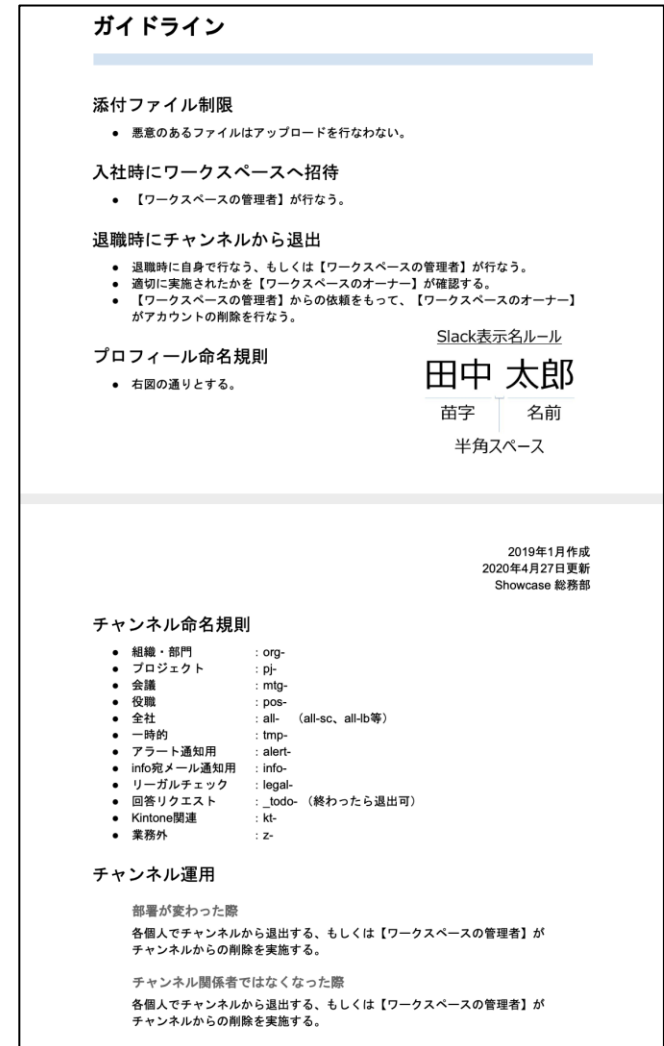 ガイドライン
添付ファイル制限
● 悪意のあるファイルはアップロードを行なわない。
入社時にワークスペースへ招待
● 【ワークスペースの管理者】が行なう。
退職時にチャンネルから退出
● 退職時に自身で行なう、もしくは【ワークスペースの管理者】が行なう。
● 適切に実施されたかを【ワークスペースのオーナー】が確認する。
● 【ワークスペースの管理者】からの依頼をもって、【ワークスペースのオーナー】
がアカウントの削除を行なう。
プロフィール命名規則
● 右図の通りとする。
Slack表示名ルール
田中 太郎
苗字 名前
半角スペース
2019年1月作成
2020年4月27日更新
Showcase 総務部
チャンネル命名規則
● 組織・部門 : org-
● プロジェクト : pj-
● 会議 : mtg-
● 役職 : pos-
● 全社 : all- （all-sc、all-lb等）
● 一時的 : tmp-
● アラート通知用 : alert-
● info宛メール通知用 : info-
● リーガルチェック : legal-
● 回答リクエスト : _todo-（終わったら退出可）
● Kintone関連 : kt-
● 業務外 : z-
チャンネル運用
部署が変わった際
各個人でチャンネルから退出する、もしくは【ワークスペースの管理者】が
チャンネルからの削除を実施する。
チャンネル関係者ではなくなった際
各個人でチャンネルから退出する、もしくは【ワークスペースの管理者】が
チャンネルからの削除を実施する。